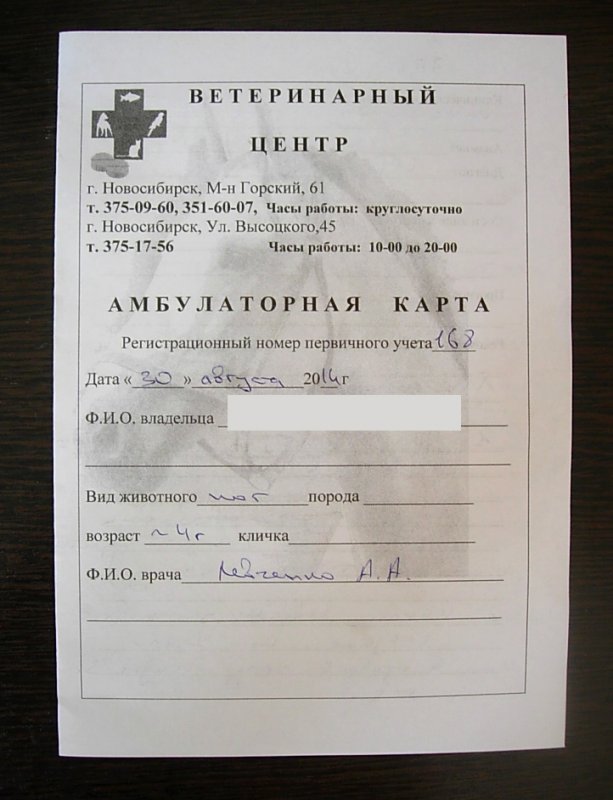 ВЕТЕРИНАРНЫЙ
ЦЕНТР
г. Новосибирск, М-н Горский, 61
т. 375-09-60, 351-60-07, Часы работы: круглосуточно
г. Новосибирск, Ул. Высоцкого,45
т. 375-17-56 Часы работы: 10-00 до 20-00
АМБУЛАТОРНАЯ КАРТА
Регистрационный номер первичного учета 168
Дата « 30 » августа 2014г
Ф.И.О. владельца
Вид животного кот порода
возраст ~ 4г кличка
Ф.И.О. врача Левченко А.А.